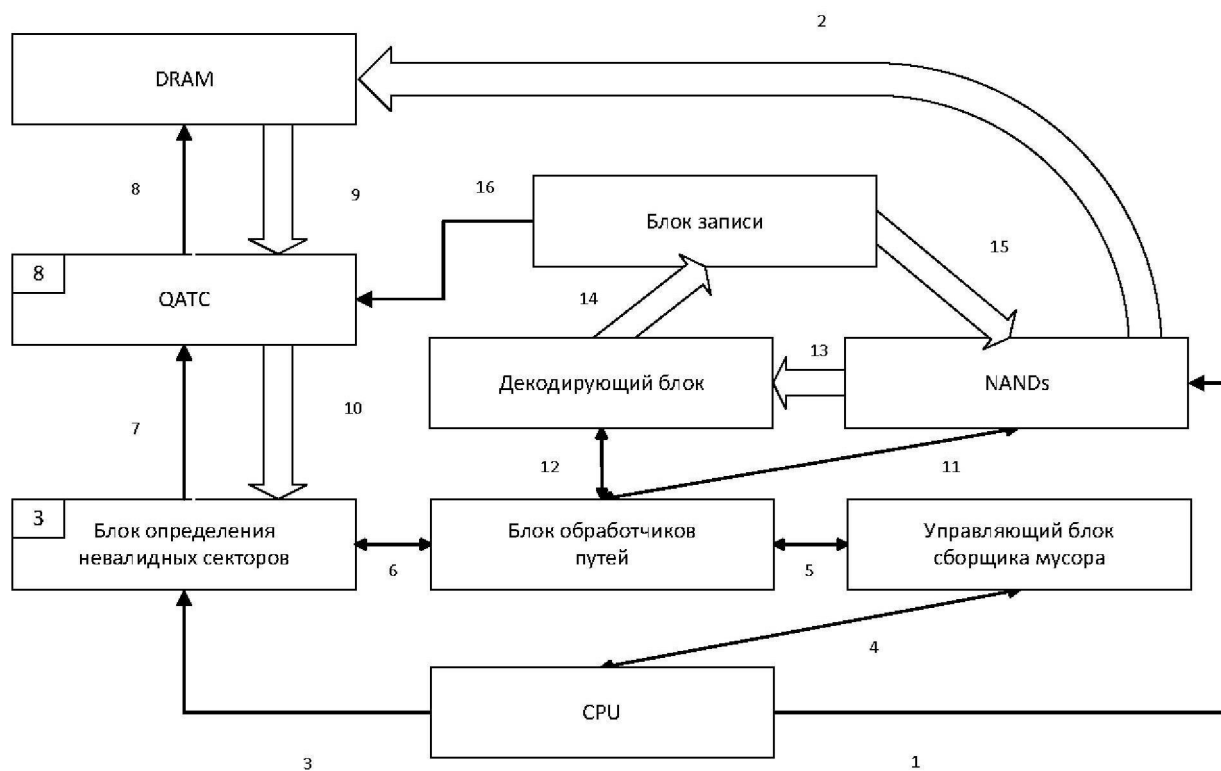 2
DRAM
8
9
16
Блок записи
15
8
QATC
14
13
Декодирующий блок
NANDs
7
10
12
11
3
Блок определения
невалидных секторов
Блок обработчиков
путей
Управляющий блок
сборщика мусора
6
5
4
CPU
3
1